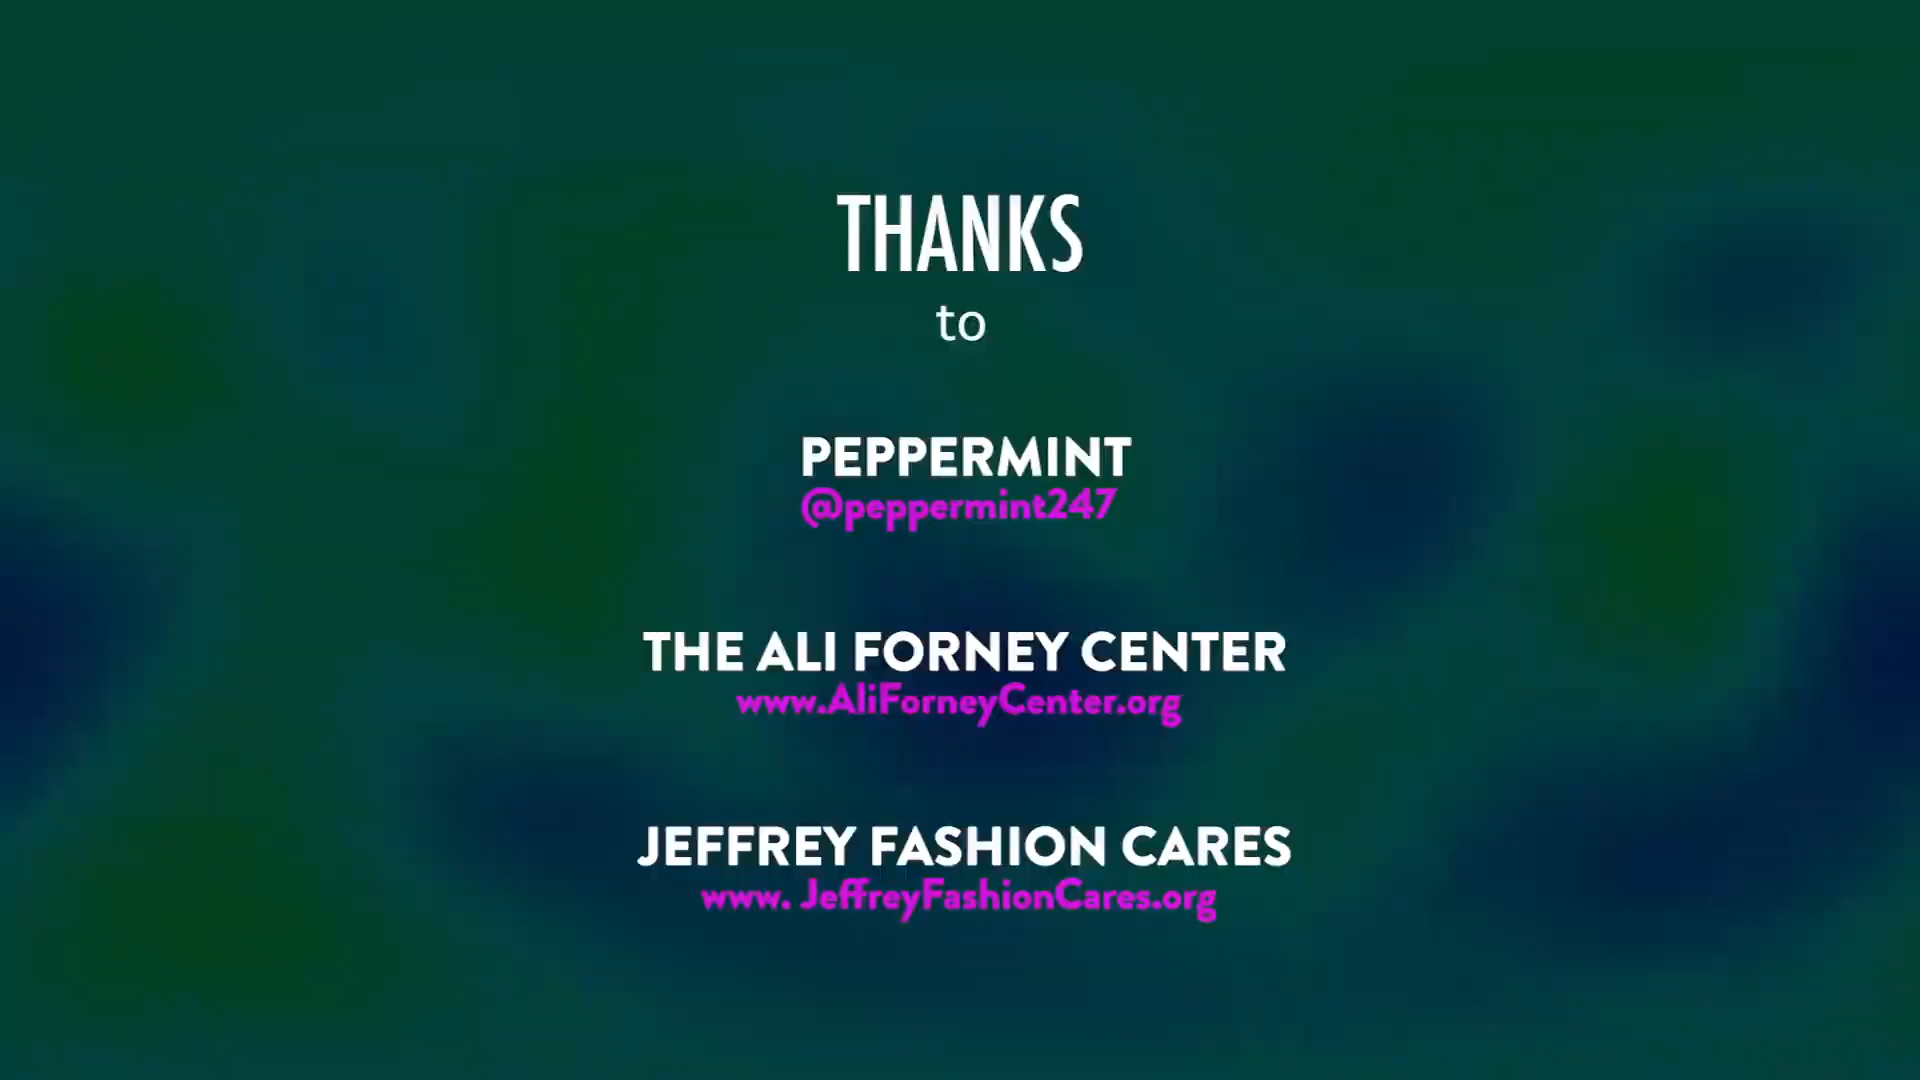 THANKS
to
PEPPERMINT
@peppermint247
THE ALI FORNEY CENTER
www.AliForneyCenter.org
JEFFREY FASHION CARES
www. JeffreyFashionCares.org